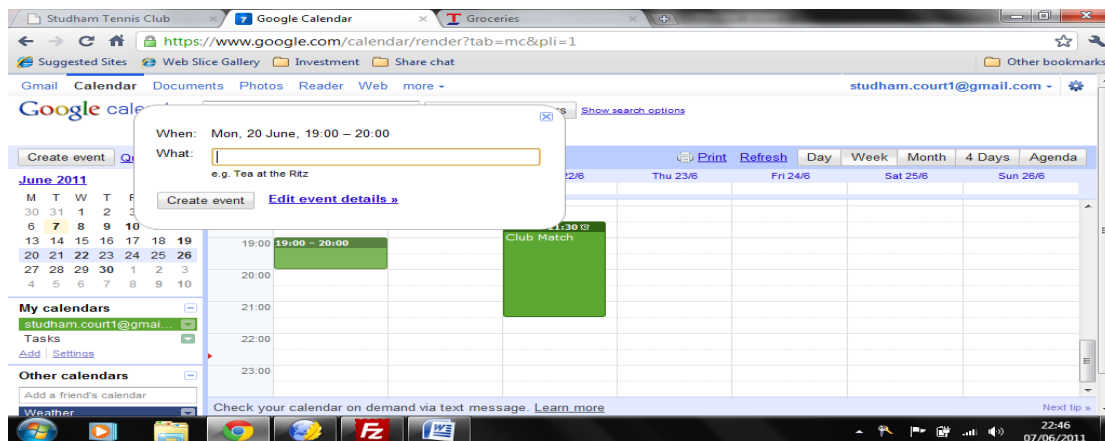 Studham Tennis Club
Google Calendar
Groceries
https://www.google.com/calendar/render?tab=mc&pli=1
Suggested Sites Web Slice Gallery Investment Share chat Other bookmarks
Gmail Calendar Documents Photos Reader Web more studham.court1@gmail.com
Google Show search options
When: Mon, 20 June, 19:00 – 20:00
What:
e.g. Tea at the Ritz
Create event Edit event details »
Create event Print Refresh Day Week Month 4 Days Agenda
June 2011 22/6 Thu 23/6 Fri 24/6 Sat 25/6 Sun 26/6
M T W T F
30 31 1 2 3
6 7 8 9 10
13 14 15 16 17 18 19
20 21 22 23 24 25 26
27 28 29 30 1 2 3
4 5 6 7 8 9 10
21:30
Club Match
19:00 19:00 – 20:00
20:00
21:00
22:00
23:00
My calendars
studham.court1@gmai...
Tasks
Add Settings
Other calendars
Add a friend's calendar
Weather
Check your calendar on demand via text message. Learn more Next tip »
22:46
07/06/2011